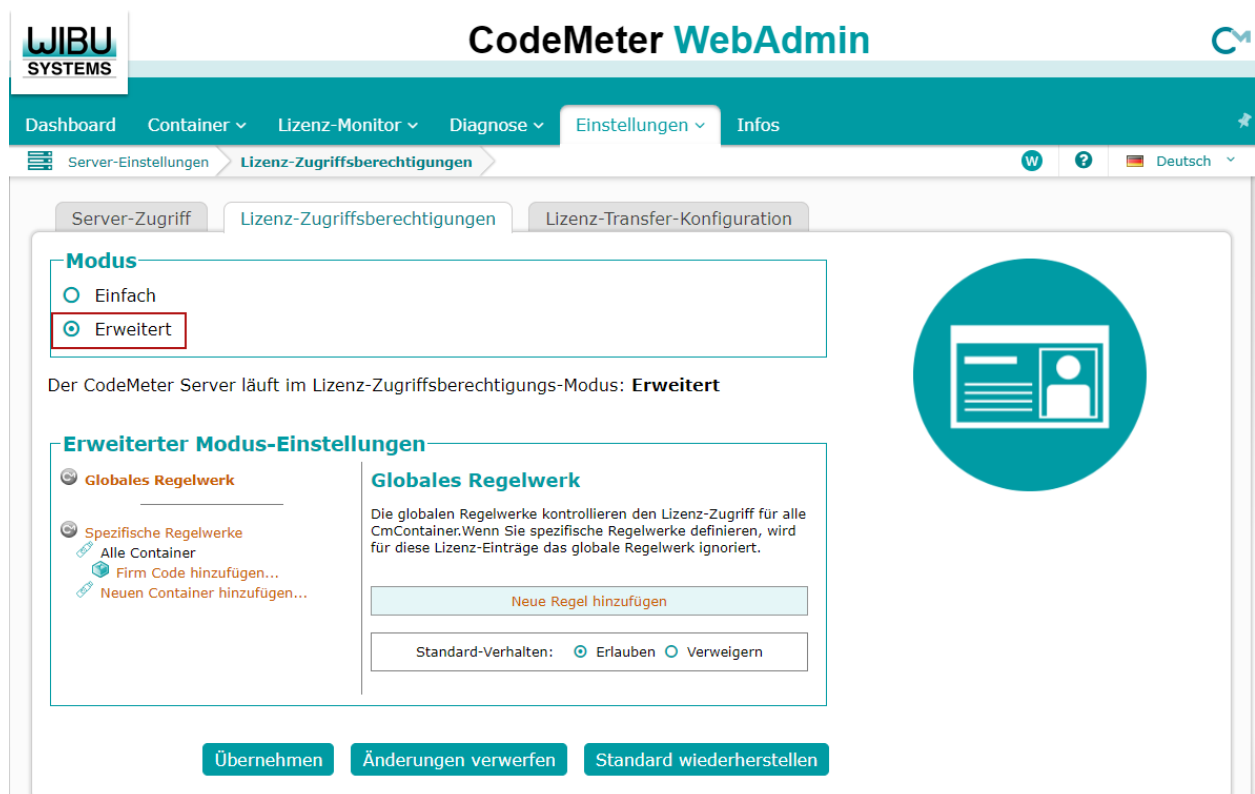 WIBU
SYSTEMS
CodeMeter WebAdmin
CM
Dashboard Container Lizenz-Monitor Diagnose Einstellungen Infos
Server-Einstellungen Lizenz-Zugriffsberechtigungen W ? Deutsch
Server-Zugriff Lizenz-Zugriffsberechtigungen Lizenz-Transfer-Konfiguration
Modus
Einfach
Erweitert
Der CodeMeter Server läuft im Lizenz-Zugriffsberechtigungs-Modus: Erweitert
Erweiterter Modus-Einstellungen
Globales Regelwerk
Spezifische Regelwerke
Alle Container
Firm Code hinzufügen...
Neuen Container hinzufügen...
Globales Regelwerk
Die globalen Regelwerke kontrollieren den Lizenz-Zugriff für alle
CmContainer.Wenn Sie spezifische Regelwerke definieren, wird
für diese Lizenz-Einträge das globale Regelwerk ignoriert.
Neue Regel hinzufügen
Standard-Verhalten: Erlauben Verweigern
Übernehmen Änderungen verwerfen Standard wiederherstellen